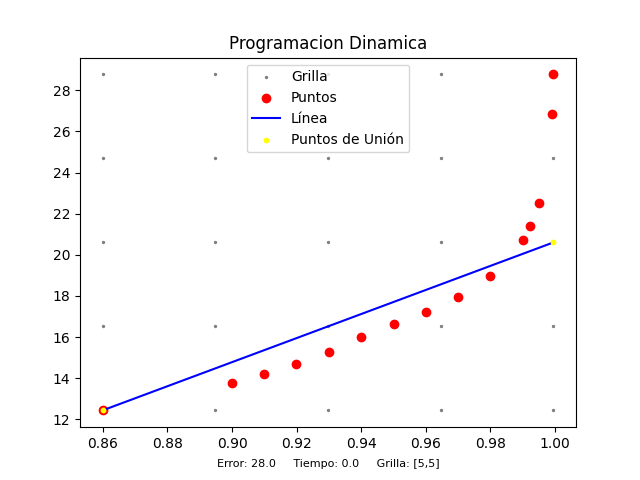 Programacion Dinamica
Grilla
Puntos
Línea
Puntos de Unión
28
26
24
22
20
18
16
14
12
0.86 0.88 0.90 0.92 0.94 0.96 0.98 1.00
Error: 28.0 Tiempo: 0.0 Grilla: [5,5]